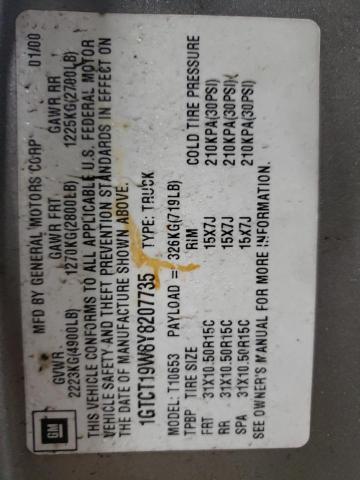 GM
MFD BY GENERAL MOTORS CORP 01/00
GVWR GAWR FRT GAWR RR
2223KG(4900LB) 1270KG(2800LB) 1225KG(2700LB)
THIS VEHICLE CONFORMS TO ALL APPLICABLE U.S. FEDERAL MOTOR
VEHICLE SAFETY AND THEFT PREVENTION STANDARDS IN EFFECT ON
THE DATE OF MANUFACTURE SHOWN ABOVE.
1GTCT19W6Y8207735 TYPE: TRUCK
MODEL: T10653 PAYLOAD = 326KG(719LB)
TPBP TIRE SIZE RIM COLD TIRE PRESSURE
FRT 31X10.50R15C 15X7J 210KPA(30PSI)
RR 31X10.50R15C 15X7J 210KPA(30PSI)
SPA 31X10.50R15C 15X7J 210KPA(30PSI)
SEE OWNER'S MANUAL FOR MORE INFORMATION.